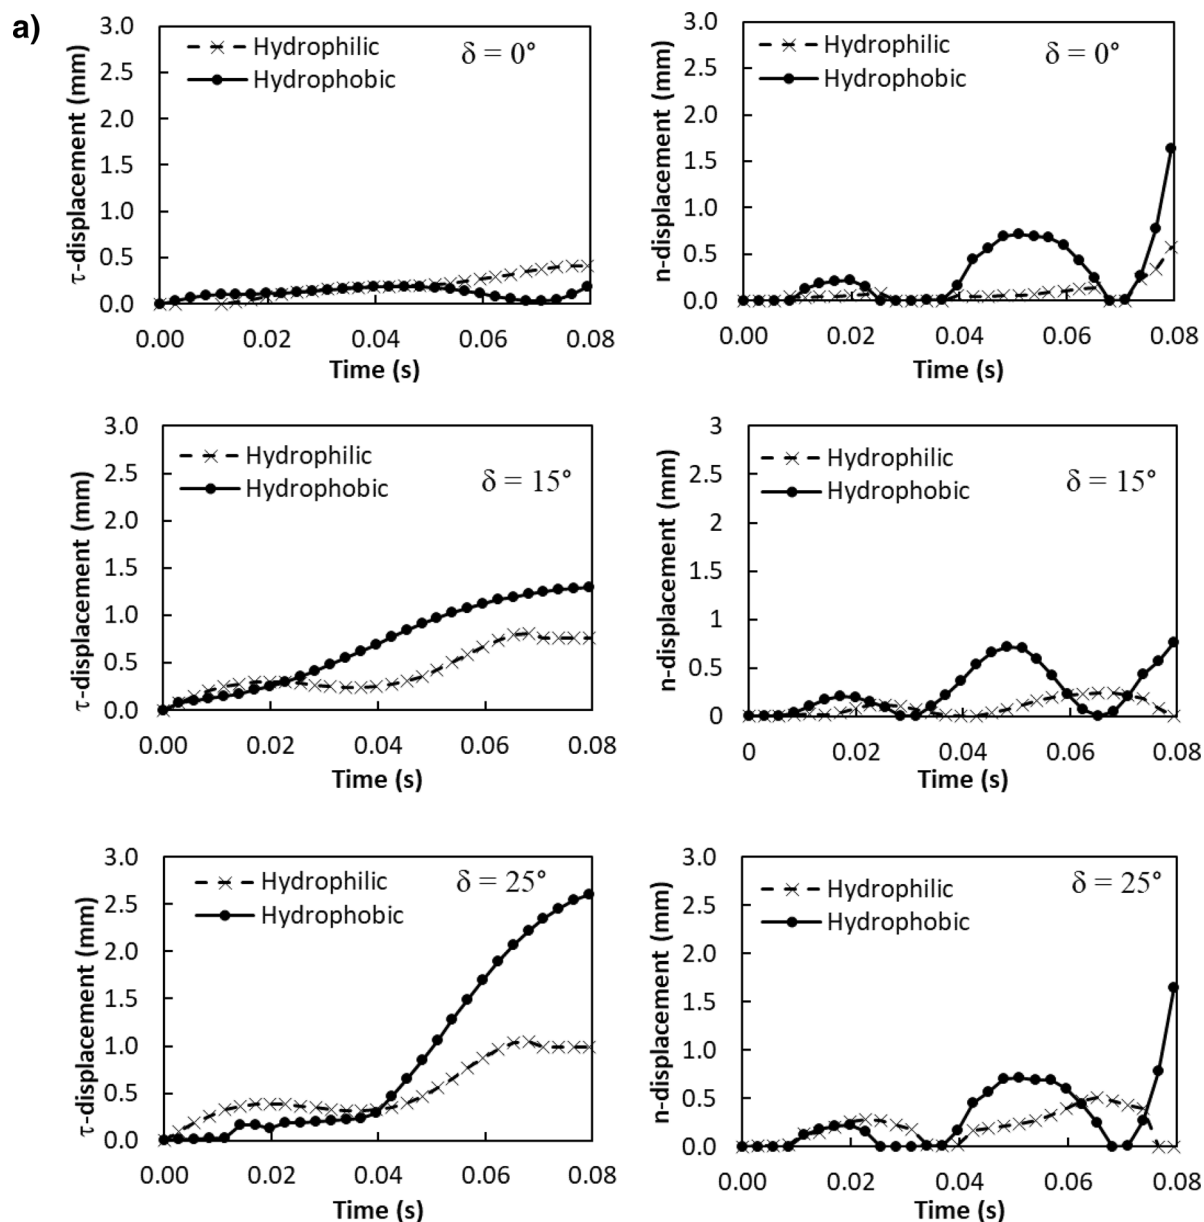 a)
3.0
2.5
2.0
1.5
1.0
0.5
0.0
τ-displacement (mm)
Hydrophilic
Hydrophobic
δ = 0°
0.00 0.02 0.04 0.06 0.08
Time (s)
3.0
2.5
2.0
1.5
1.0
0.5
0.0
n-displacement (mm)
Hydrophilic
Hydrophobic
δ = 0°
0.00 0.02 0.04 0.06 0.08
Time (s)
3.0
2.5
2.0
1.5
1.0
0.5
0.0
τ-displacement (mm)
Hydrophilic
Hydrophobic
δ = 15°
0.00 0.02 0.04 0.06 0.08
Time (s)
3
2.5
2
1.5
1
0.5
0
n-displacement (mm)
Hydrophilic
Hydrophobic
δ = 15°
0 0.02 0.04 0.06 0.08
Time (s)
3.0
2.5
2.0
1.5
1.0
0.5
0.0
τ-displacement (mm)
Hydrophilic
Hydrophobic
δ = 25°
0.00 0.02 0.04 0.06 0.08
Time (s)
3.0
2.5
2.0
1.5
1.0
0.5
0.0
n-displacement (mm)
Hydrophilic
Hydrophobic
δ = 25°
0.00 0.02 0.04 0.06 0.08
Time (s)